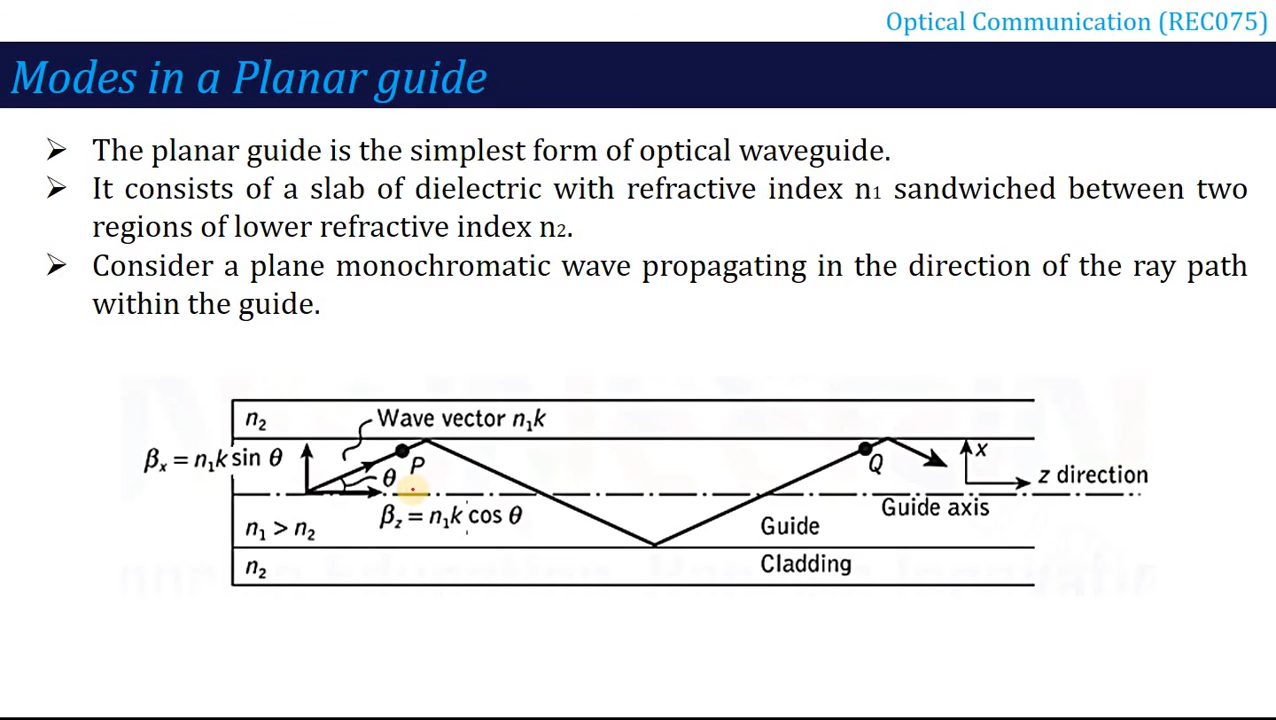 Optical Communication (REC075)
Modes in a Planar guide
➢ The planar guide is the simplest form of optical waveguide.
➢ It consists of a slab of dielectric with refractive index n1 sandwiched between two
regions of lower refractive index n2.
➢ Consider a plane monochromatic wave propagating in the direction of the ray path
within the guide.
n₂
Wave vector n₁k
βₓ = n₁k sin θ
θ
P
Q
x
z direction
β_z = n₁k cos θ
Guide axis
n₁ > n₂
Guide
n₂
Cladding